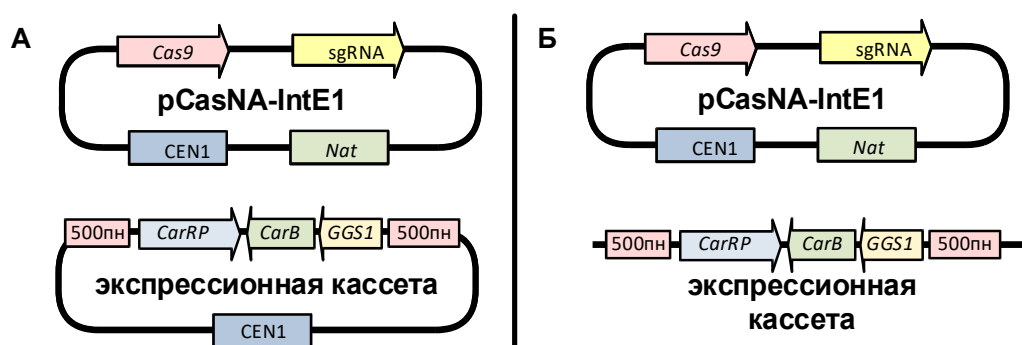 А
Cas9
sgRNA
pCasNA-IntE1
CEN1
Nat
500пн
CarRP
CarB
GGS1
500пн
экспрессионная кассета
CEN1
Б
Cas9
sgRNA
pCasNA-IntE1
CEN1
Nat
500пн
CarRP
CarB
GGS1
500пн
экспрессионная
кассета